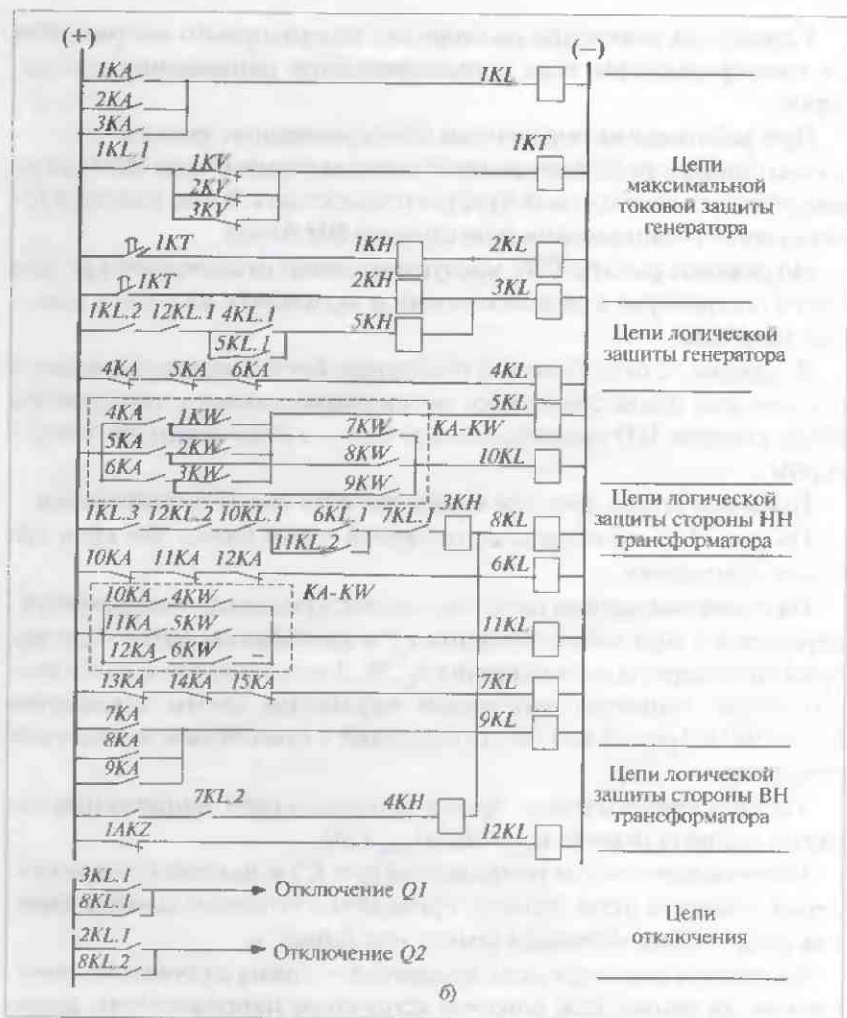 (+) (−)
1KA 1KL
2KA
3KA
1KL.1 1KT
1KV
2KV
3KV
Цепи
максимальной
токовой защиты
генератора
1KT 1KH 2KL
1KT 2KH 3KL
1KL.2 12KL.1 4KL.1 5KH
5KL.1
Цепи логической
защиты генератора
4KA 5KA 6KA 4KL
5KL
4KA 1KW 7KW KA-KW
5KA 2KW 8KW 10KL
6KA 3KW 9KW
1KL.3 12KL.2 10KL.1 6KL.1 7KL.1 3KH 8KL
11KL.2
Цепи логической
защиты стороны НН
трансформатора
10KA 11KA 12KA 6KL
10KA 4KW KA-KW
11KA 5KW 11KL
12KA 6KW
13KA 14KA 15KA 7KL
7KA 9KL
8KA
9KA
7KL.2 4KH
1AKZ 12KL
Цепи логической
защиты стороны ВН
трансформатора
3KL.1
8KL.1 Отключение Q1
2KL.1
8KL.2 Отключение Q2
Цепи
отключения
б)